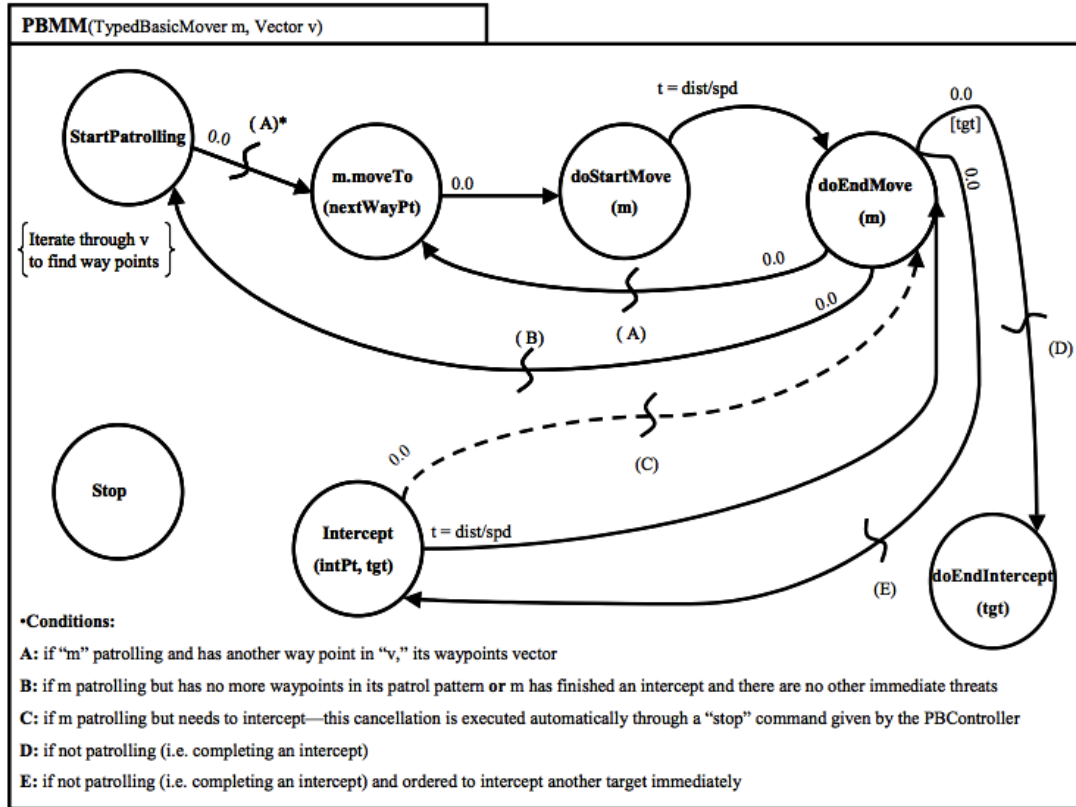 PBMM(TypedBasicMover m, Vector v)
t = dist/spd
0.0
[tgt]
StartPatrolling
0.0
(A)*
m.moveTo
(nextWayPt)
0.0
doStartMove
(m)
doEndMove
(m)
0.0
Iterate through v
to find way points
0.0
0.0
(A)
(B)
(D)
(C)
0.0
Stop
Intercept
(intPt, tgt)
t = dist/spd
(E)
doEndIntercept
(tgt)
•Conditions:
A: if “m” patrolling and has another way point in “v,” its waypoints vector
B: if m patrolling but has no more waypoints in its patrol pattern or m has finished an intercept and there are no other immediate threats
C: if m patrolling but needs to intercept—this cancellation is executed automatically through a “stop” command given by the PBController
D: if not patrolling (i.e. completing an intercept)
E: if not patrolling (i.e. completing an intercept) and ordered to intercept another target immediately